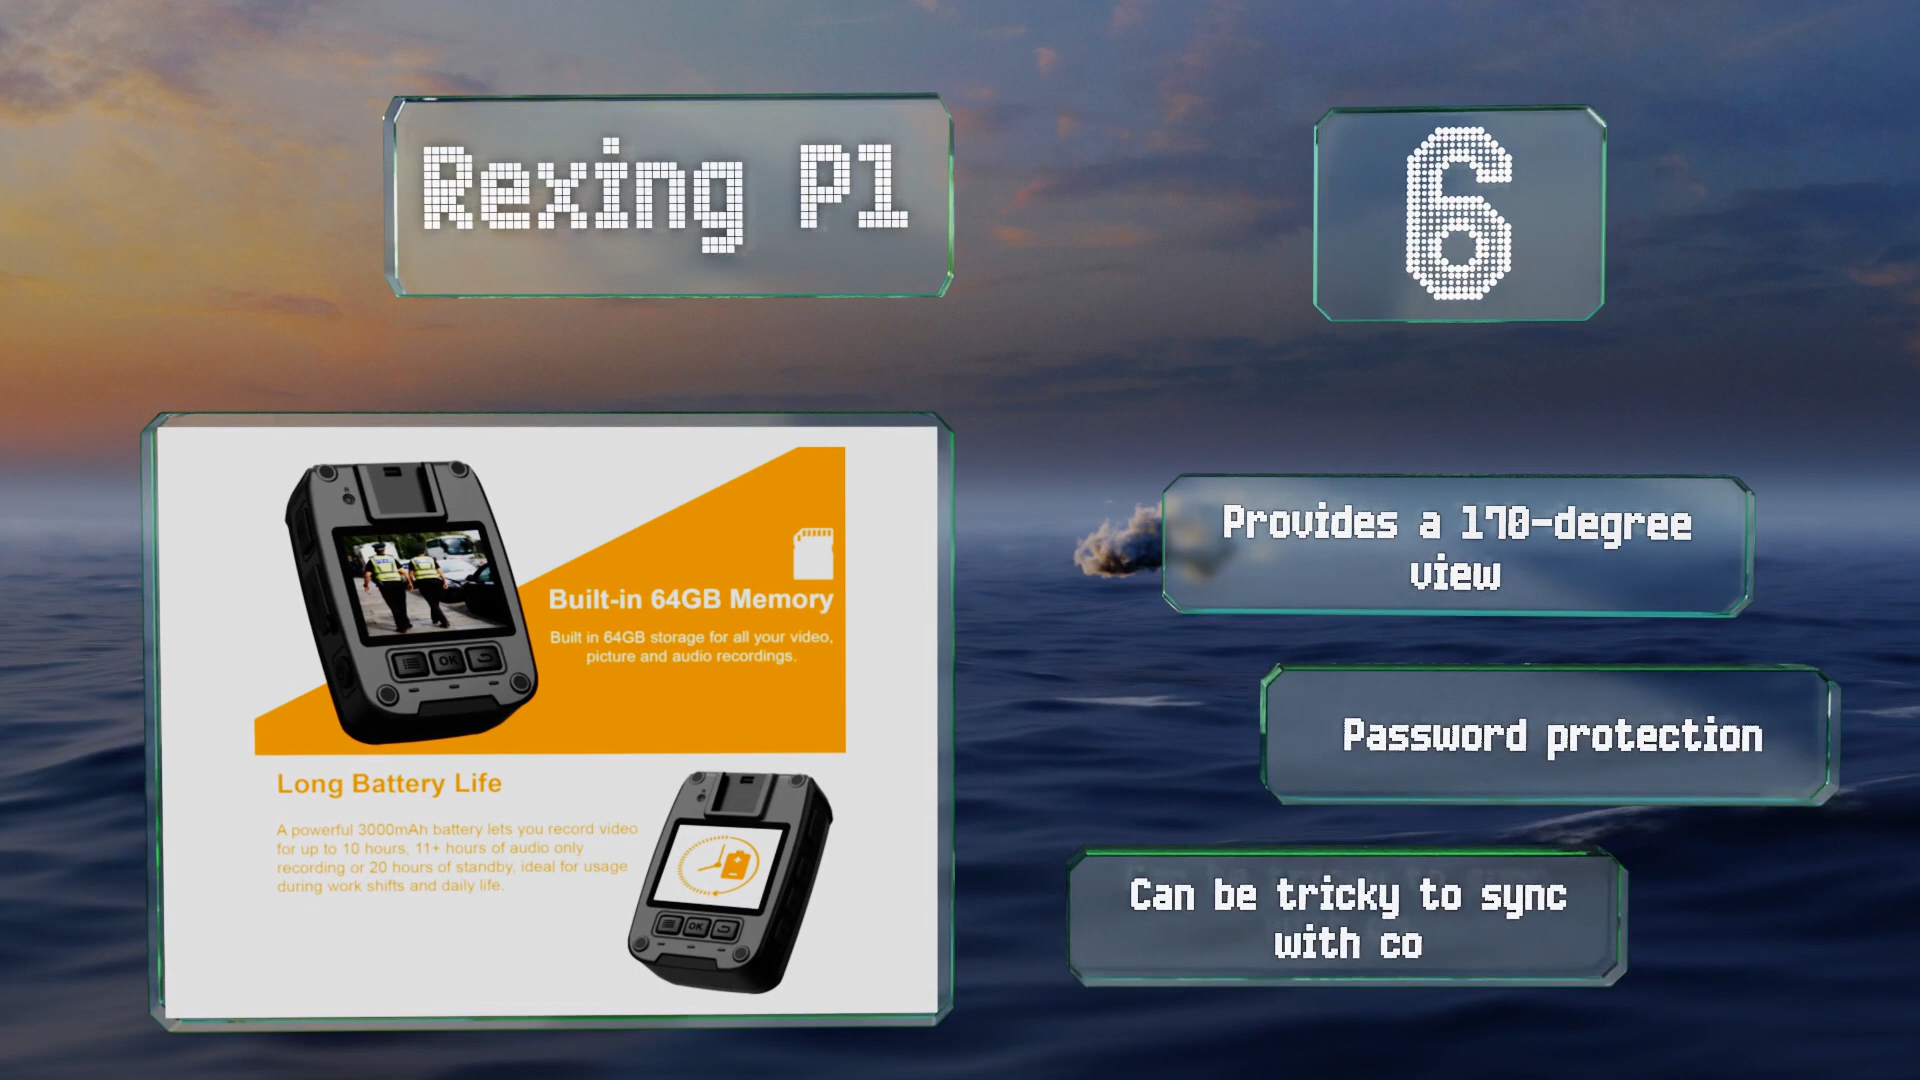 Rexing P1
6
Built-in 64GB Memory
Built in 64GB storage for all your video,
picture and audio recordings.
OK
Long Battery Life
A powerful 3000mAh battery lets you record video
for up to 10 hours, 11+ hours of audio only
recording or 20 hours of standby, ideal for usage
during work shifts and daily life.
OK
Provides a 170-degree
view
Password protection
Can be tricky to sync
with co